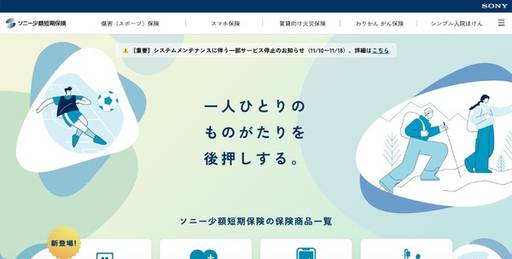 SONY
ソニー少額短期保険
傷害（スポーツ）保険
スマホ保険
賃貸向け火災保険
わりかん がん保険
シンプル入院ほけん
【重要】システムメンテナンスに伴う一部サービス停止のお知らせ（11/10〜11/18）。詳細はこちら
一人ひとりの
ものがたりを
後押しする。
ソニー少額短期保険の保険商品一覧
新登場!